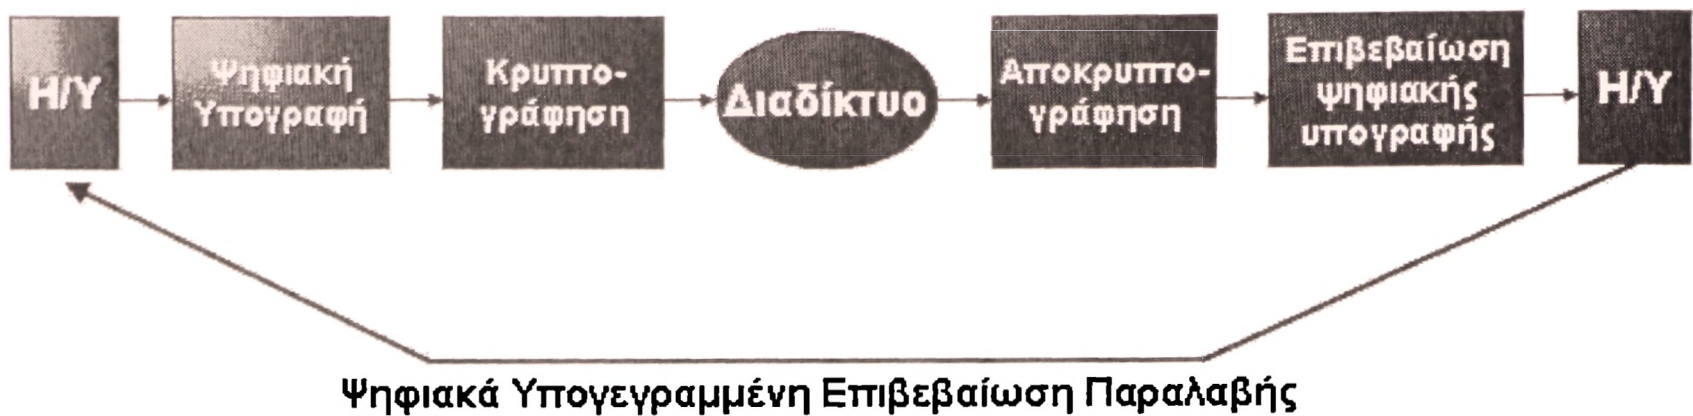 Η/Υ
Ψηφιακή
Υπογραφή
Κρυπτο-
γράφηση
Διαδίκτυο
Αποκρυπτο-
γράφηση
Επιβεβαίωση
ψηφιακής
υπογραφής
Η/Υ
Ψηφιακά Υπογεγραμμένη Επιβεβαίωση Παραλαβής